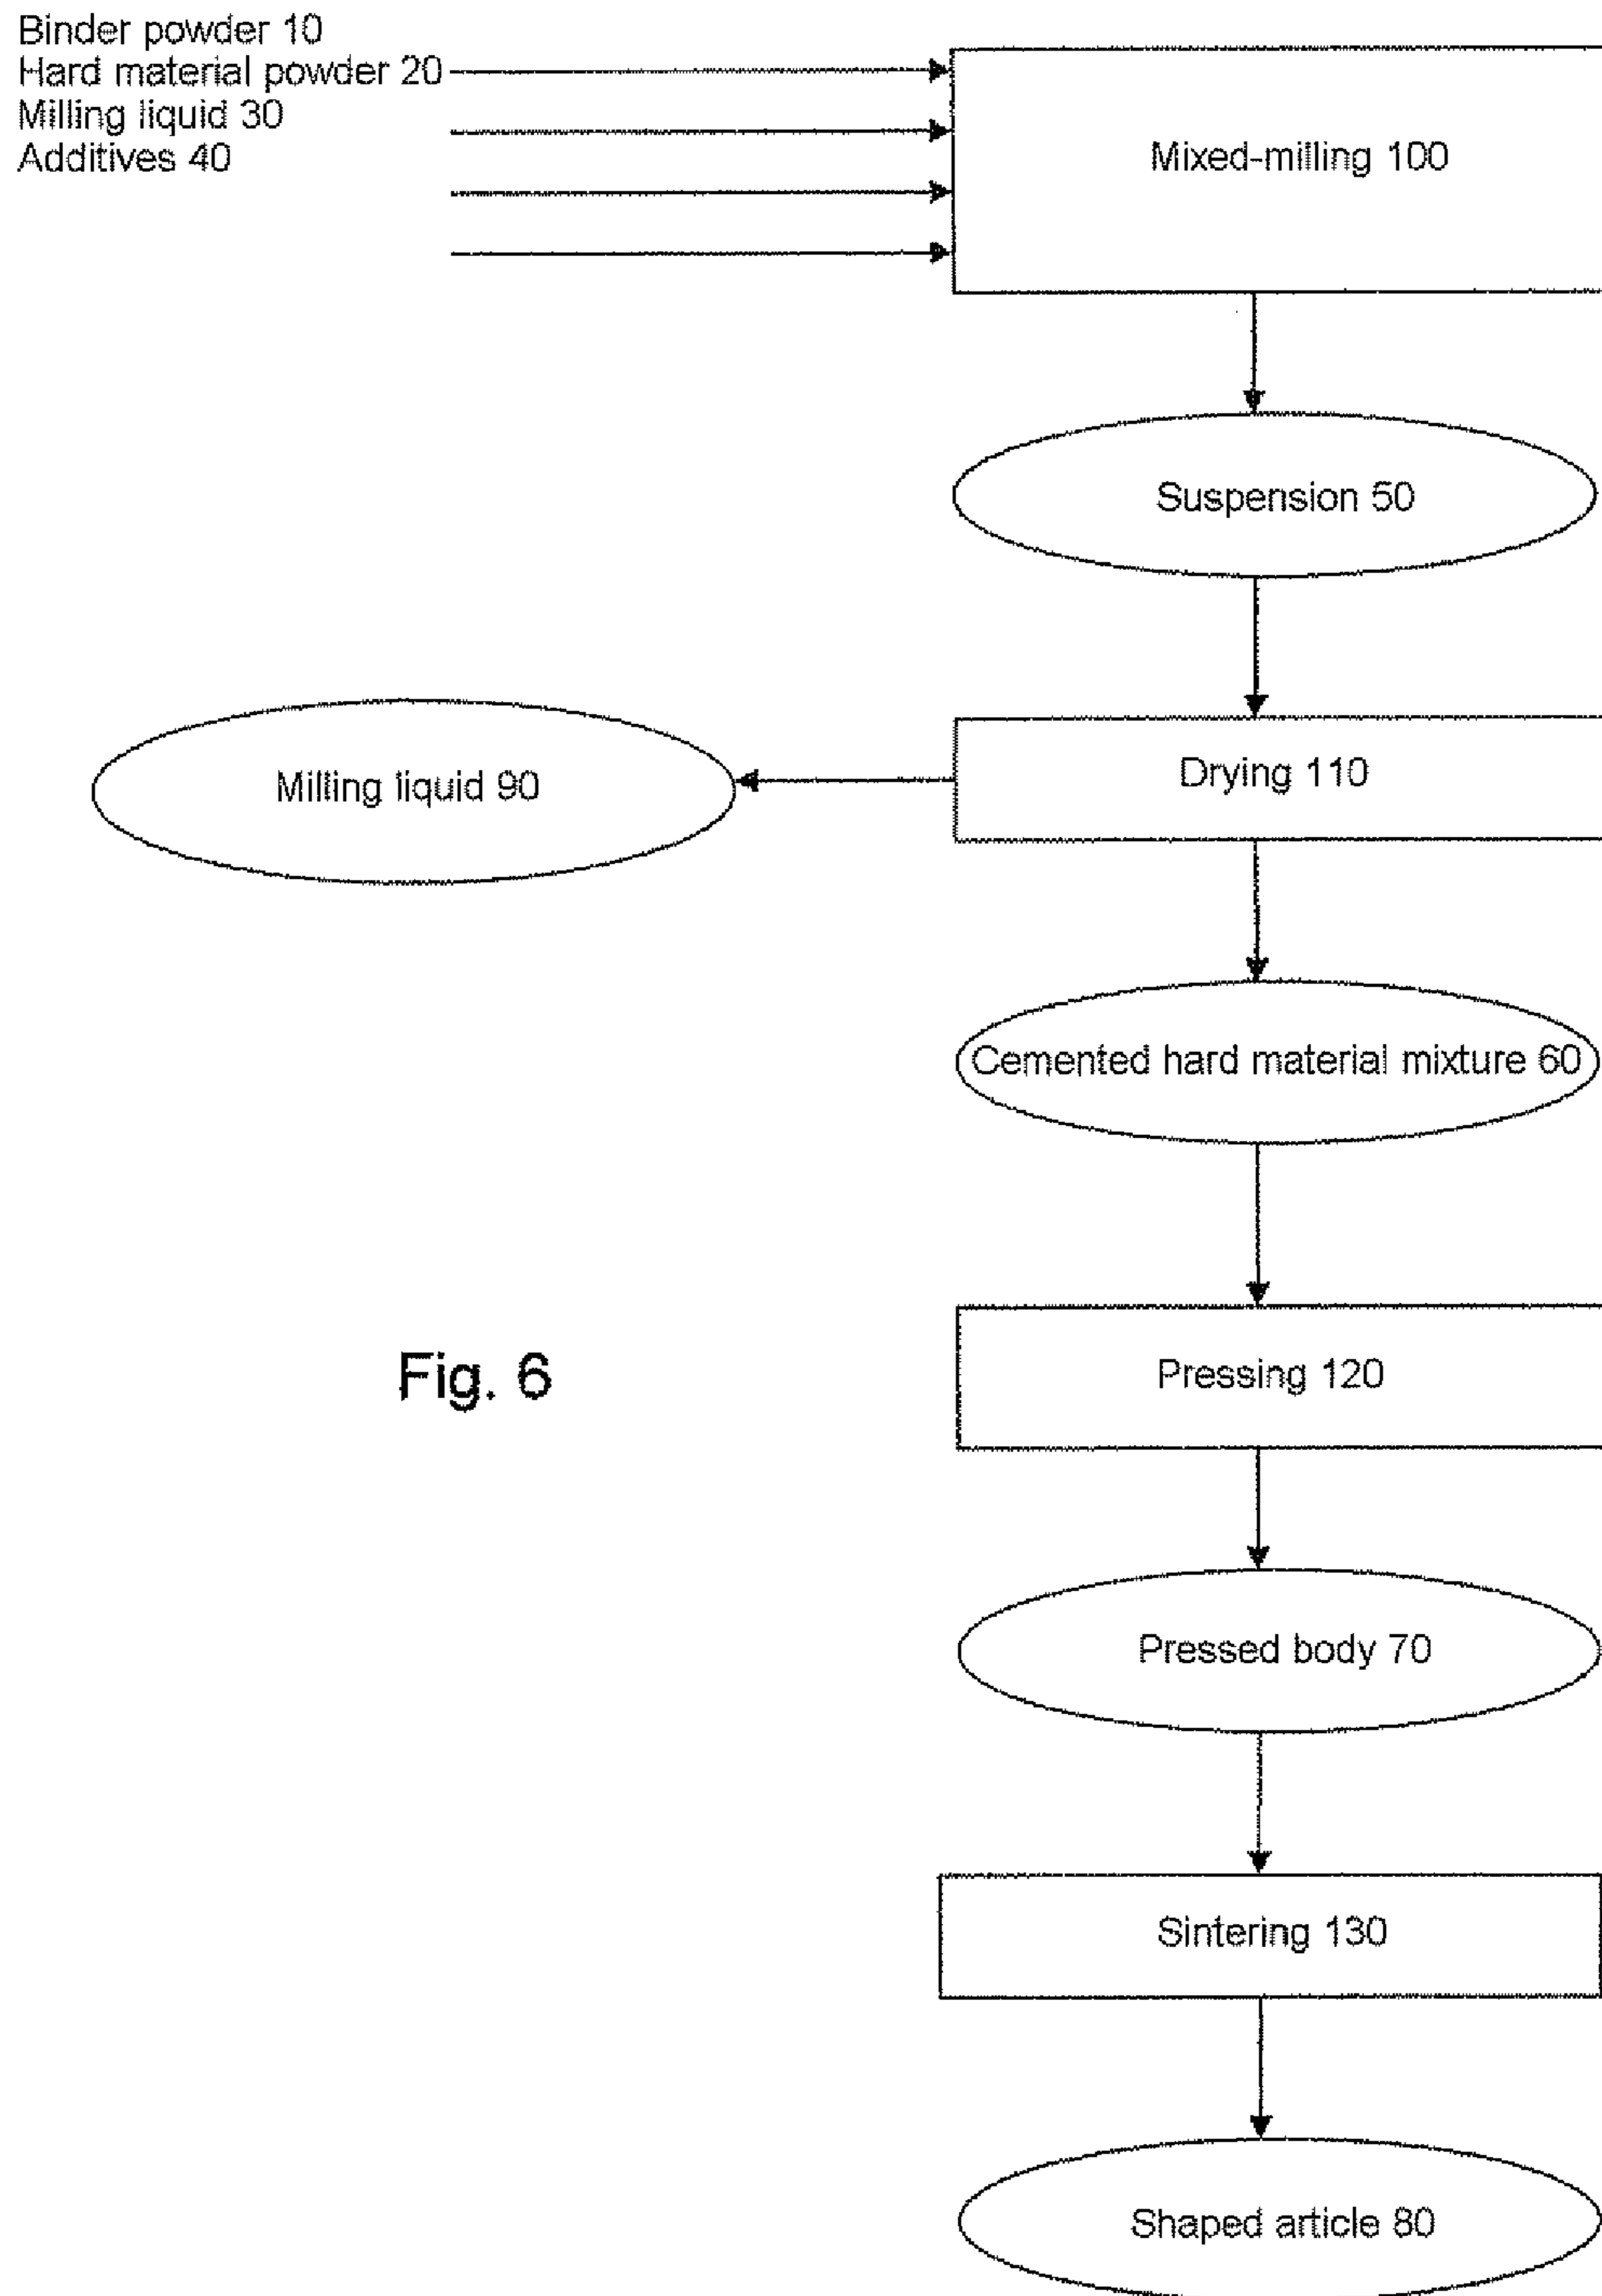 Binder powder 10
Hard material powder 20
Milling liquid 30
Additives 40
Mixed-milling 100
Suspension 50
Milling liquid 90
Drying 110
Cemented hard material mixture 60
Fig. 6
Pressing 120
Pressed body 70
Sintering 130
Shaped article 80